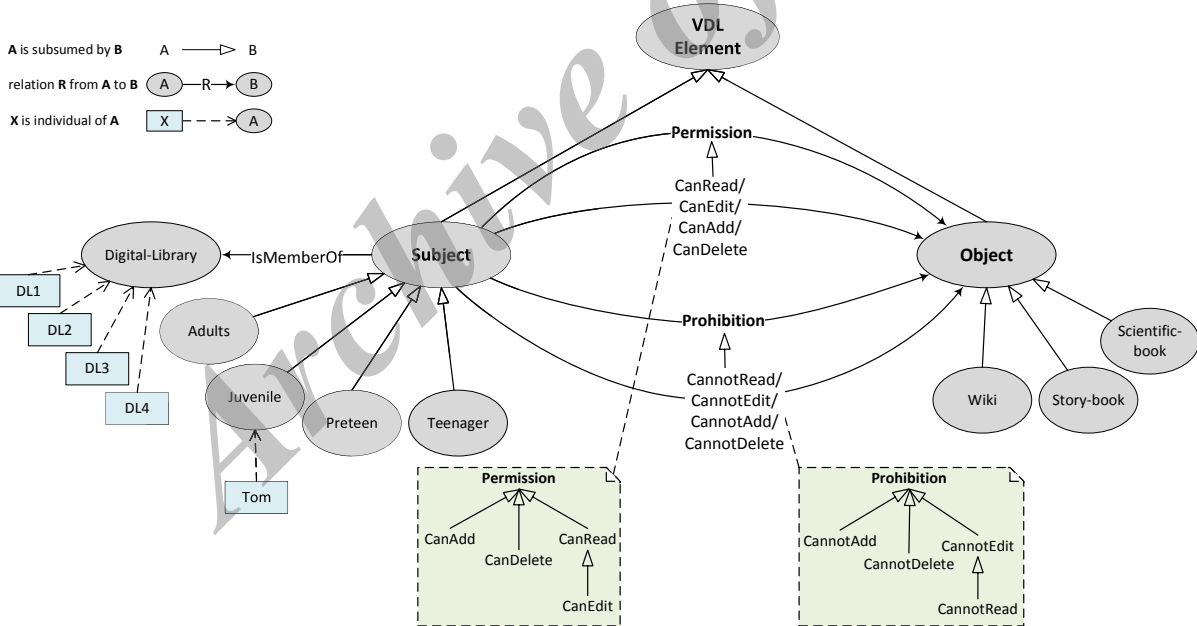 VDL
Element
A is subsumed by B
A
B
relation R from A to B
A
R
B
X is individual of A
X
A
Permission
CanRead/
CanEdit/
CanAdd/
CanDelete
Digital-Library
IsMemberOf
Subject
Object
DL1
DL2
DL3
DL4
Adults
Juvenile
Preteen
Teenager
Tom
Prohibition
CannotRead/
CannotEdit/
CannotAdd/
CannotDelete
Scientific-
book
Wiki
Story-book
Permission
CanAdd
CanDelete
CanRead
CanEdit
Prohibition
CannotAdd
CannotDelete
CannotEdit
CannotRead
Archive of